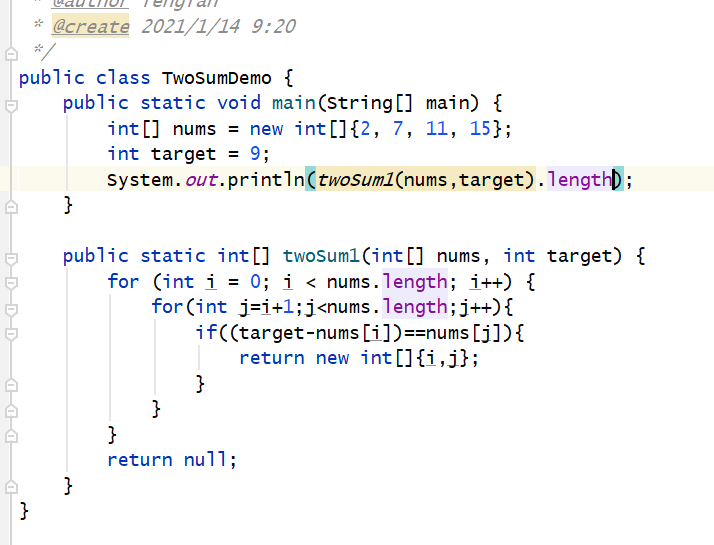 * @author Tengfan
* @create 2021/1/14 9:20
*/
public class TwoSumDemo {
public static void main(String[] main) {
int[] nums = new int[]{2, 7, 11, 15};
int target = 9;
System.out.println(twoSum1(nums,target).length);
}
public static int[] twoSum1(int[] nums, int target) {
for (int i = 0; i < nums.length; i++) {
for(int j=i+1;j<nums.length;j++){
if((target-nums[i])==nums[j]){
return new int[]{i,j};
}
}
}
return null;
}
}